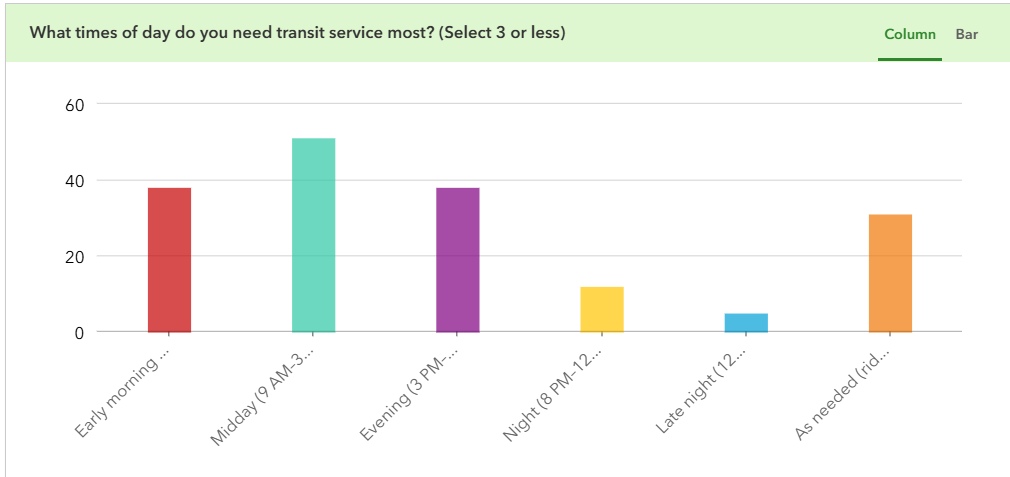 What times of day do you need transit service most? (Select 3 or less)
Column Bar
60
40
20
0
Early morning ...
Midday (9 AM-3...
Evening (3 PM-...
Night (8 PM-12...
Late night (12...
As needed (rid...